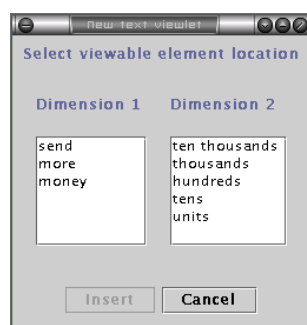 New text viewlet
Select viewable element location
Dimension 1
Dimension 2
send
more
money
ten thousands
thousands
hundreds
tens
units
Insert
Cancel